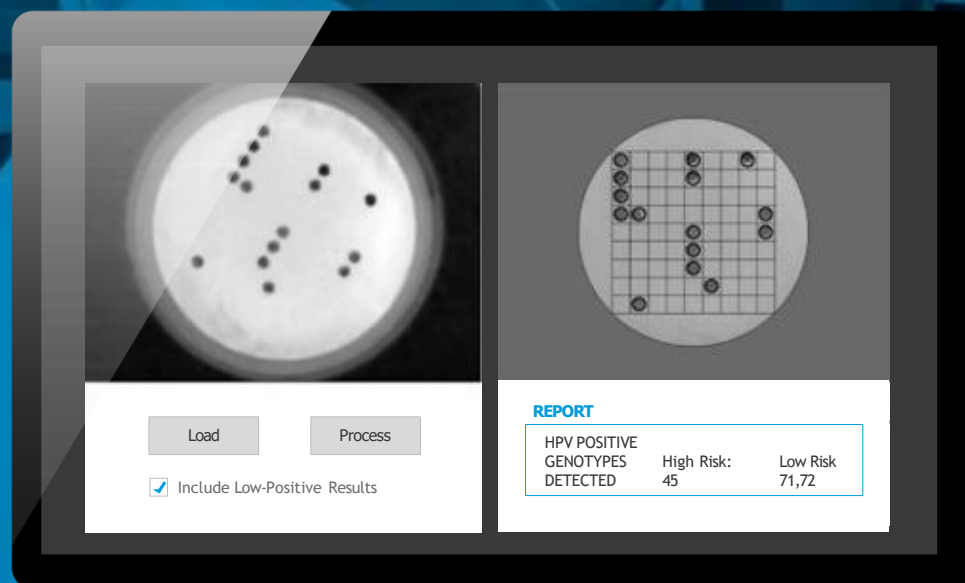 Load
Process
Include Low-Positive Results
REPORT
HPV POSITIVE
GENOTYPES High Risk: Low Risk
DETECTED 45 71,72